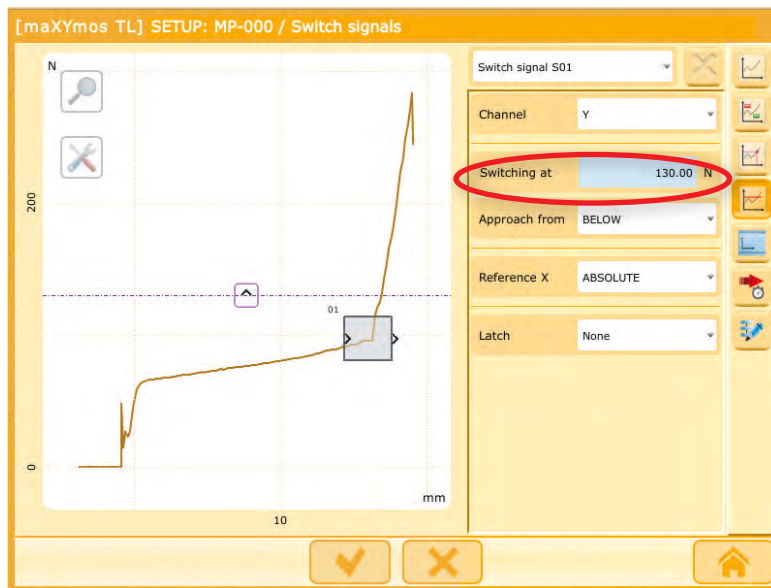 [maXYmos TL] SETUP: MP-000 / Switch signals
N
200
0
01
10
mm
Switch signal S01
Channel Y
Switching at 130.00 N
Approach from BELOW
Reference X ABSOLUTE
Latch None